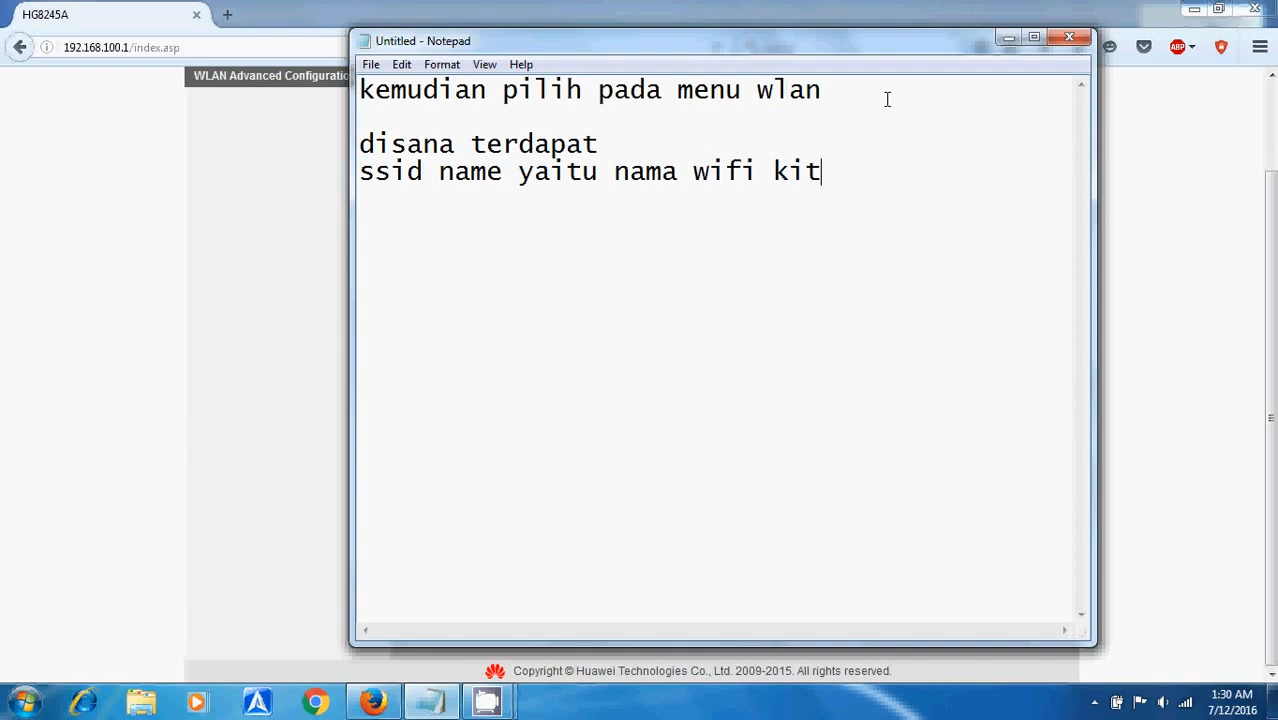 HG8245A
192.168.100.1/index.asp
WLAN Advanced Configuratio
Untitled - Notepad
File Edit Format View Help
kemudian pilih pada menu wlan
disana terdapat
ssid name yaitu nama wifi kit
ABP
Copyright © Huawei Technologies Co., Ltd. 2009-2015. All rights reserved.
1:30 AM
7/12/2016